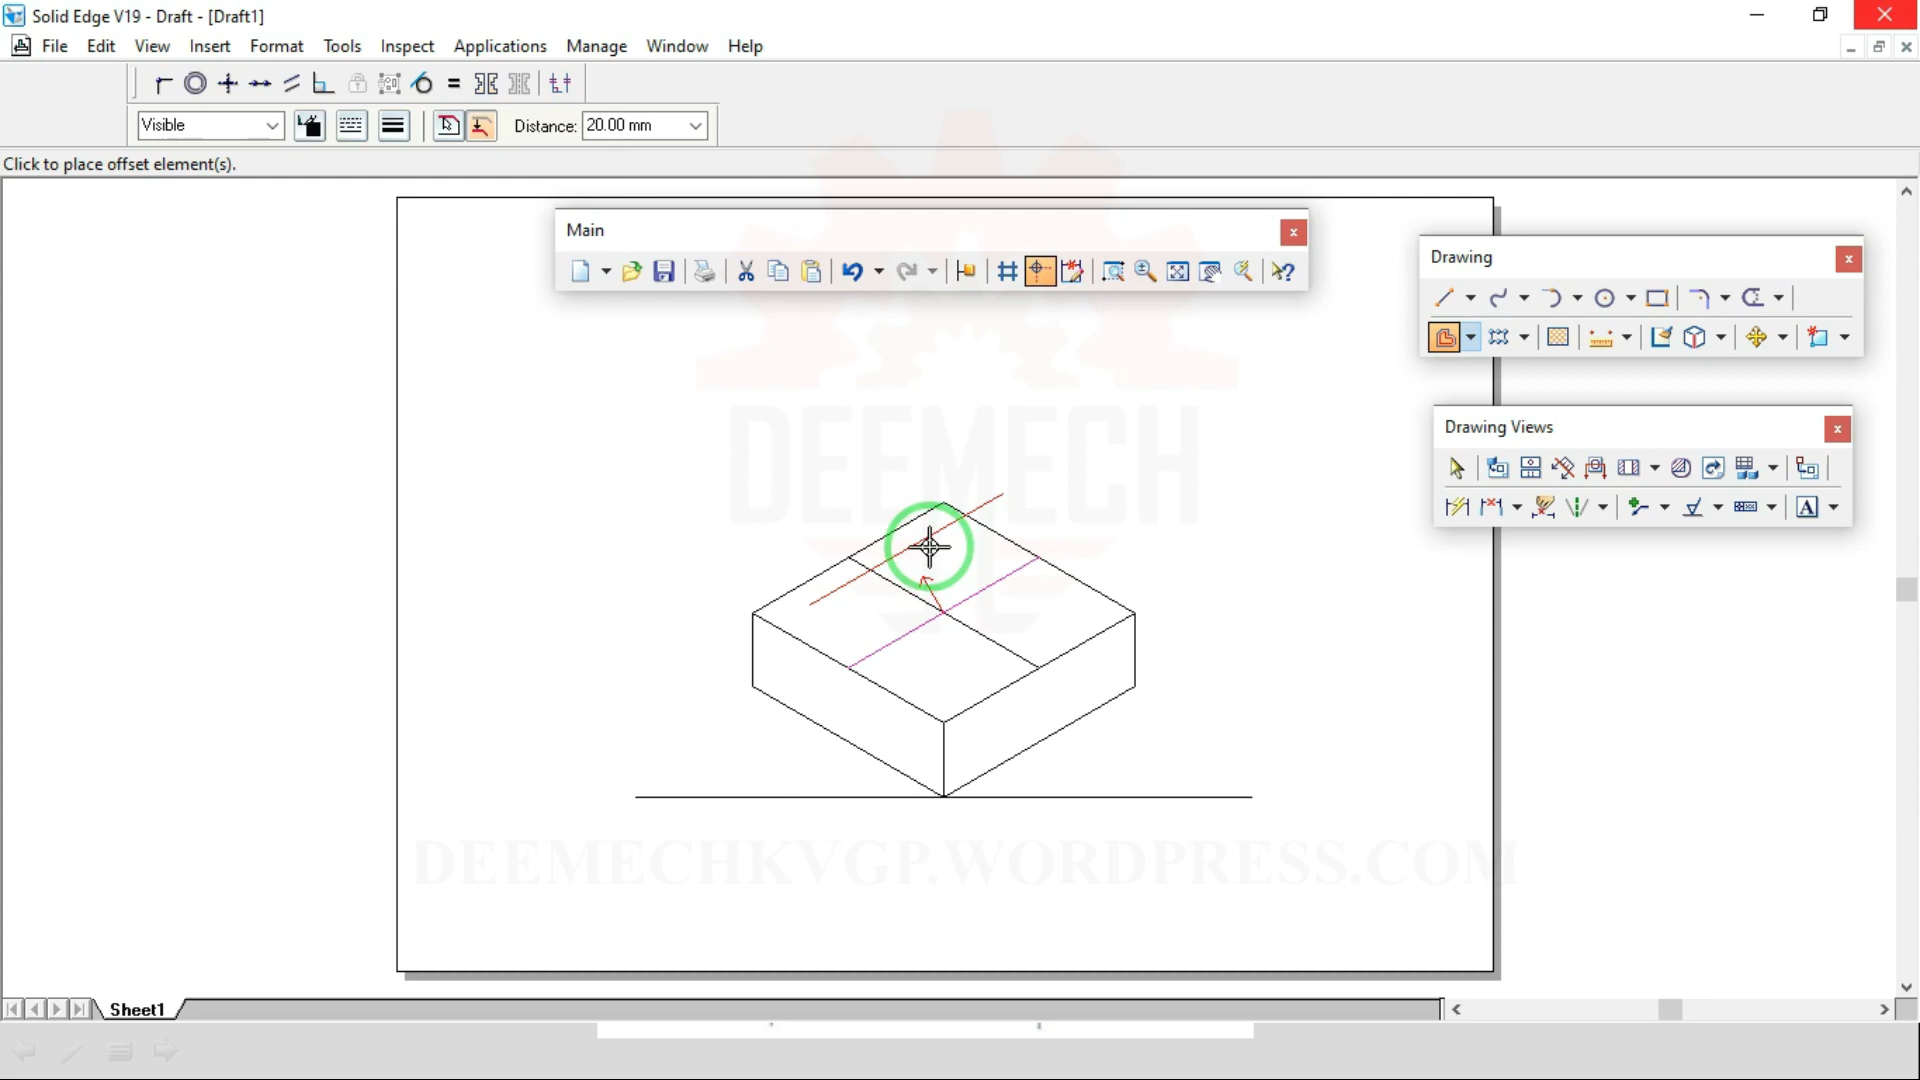 Solid Edge V19 - Draft - [Draft1]
File Edit View Insert Format Tools Inspect Applications Manage Window Help
Visible Distance: 20.00 mm
Click to place offset element(s).
Main
Drawing
Drawing Views
A
DEEMECH
DEEMECHKVGP.WORDPRESS.COM
Sheet1